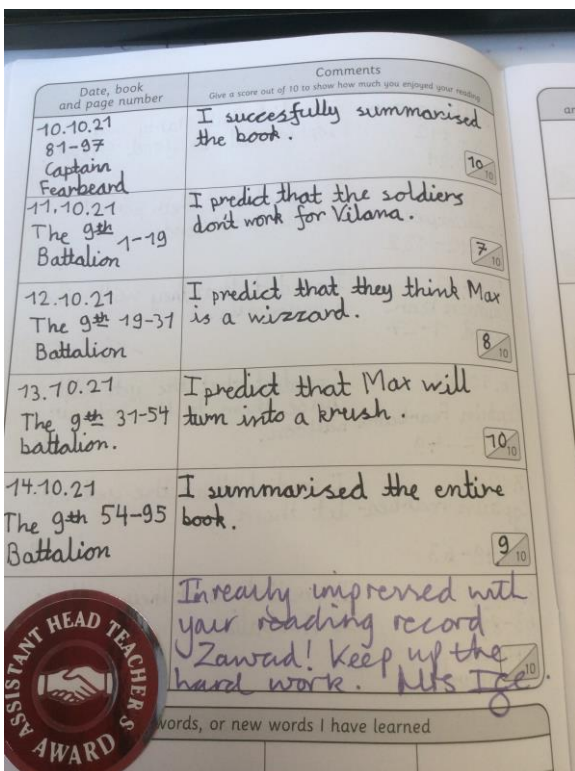 Date, book
and page number
Comments
Give a score out of 10 to show how much you enjoyed your reading
10.10.21
81-97
Captain
Fearbeard
I succesfully summarised
the book.
10/10
11.10.21
The 9th 1-19
Battalion
I predict that the soldiers
don't work for Vilana.
7/10
12.10.21
The 9th 19-31
Battalion
I predict that they think Max
is a wizzard.
8/10
13.10.21
The 9th 31-54
battalion.
I predict that Max will
turn into a krush.
10/10
14.10.21
The 9th 54-95
Battalion
I summarised the entire
book.
9/10
I'm really impressed with
your reading record
Zawad! Keep up the
hard work. Mrs Ige.
10
ASSISTANT HEAD TEACHERS
AWARD
words, or new words I have learned